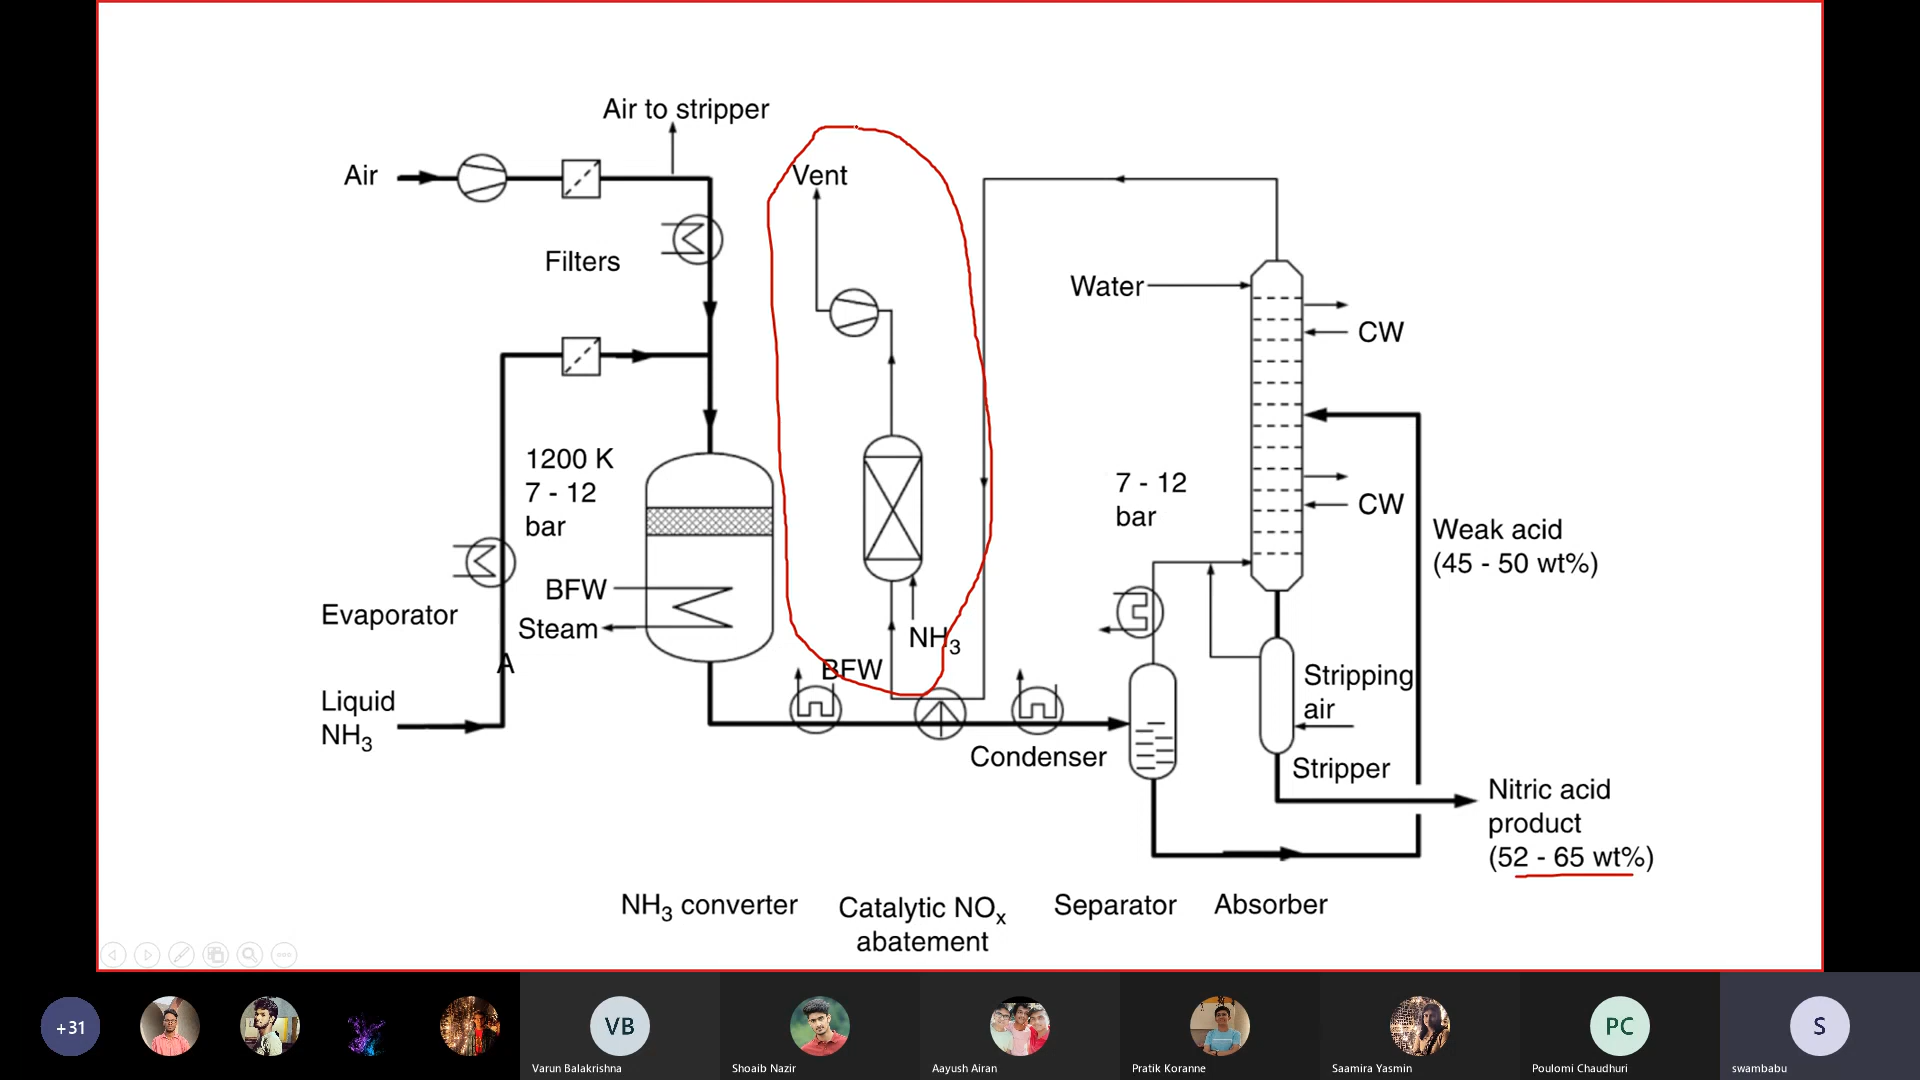 Air to stripper
Air
Vent
Filters
Water
CW
1200 K
7 - 12
bar
7 - 12
bar
CW
Weak acid
(45 - 50 wt%)
BFW
Steam
Evaporator
NH3
A
BFW
Liquid
NH3
Stripping
air
Condenser
Stripper
Nitric acid
product
(52 - 65 wt%)
NH3 converter
Catalytic NOx
abatement
Separator
Absorber
+31
VB
PC
S
Varun Balakrishna
Shoaib Nazir
Aayush Airan
Pratik Koranne
Saamira Yasmin
Poulomi Chaudhuri
swambabu